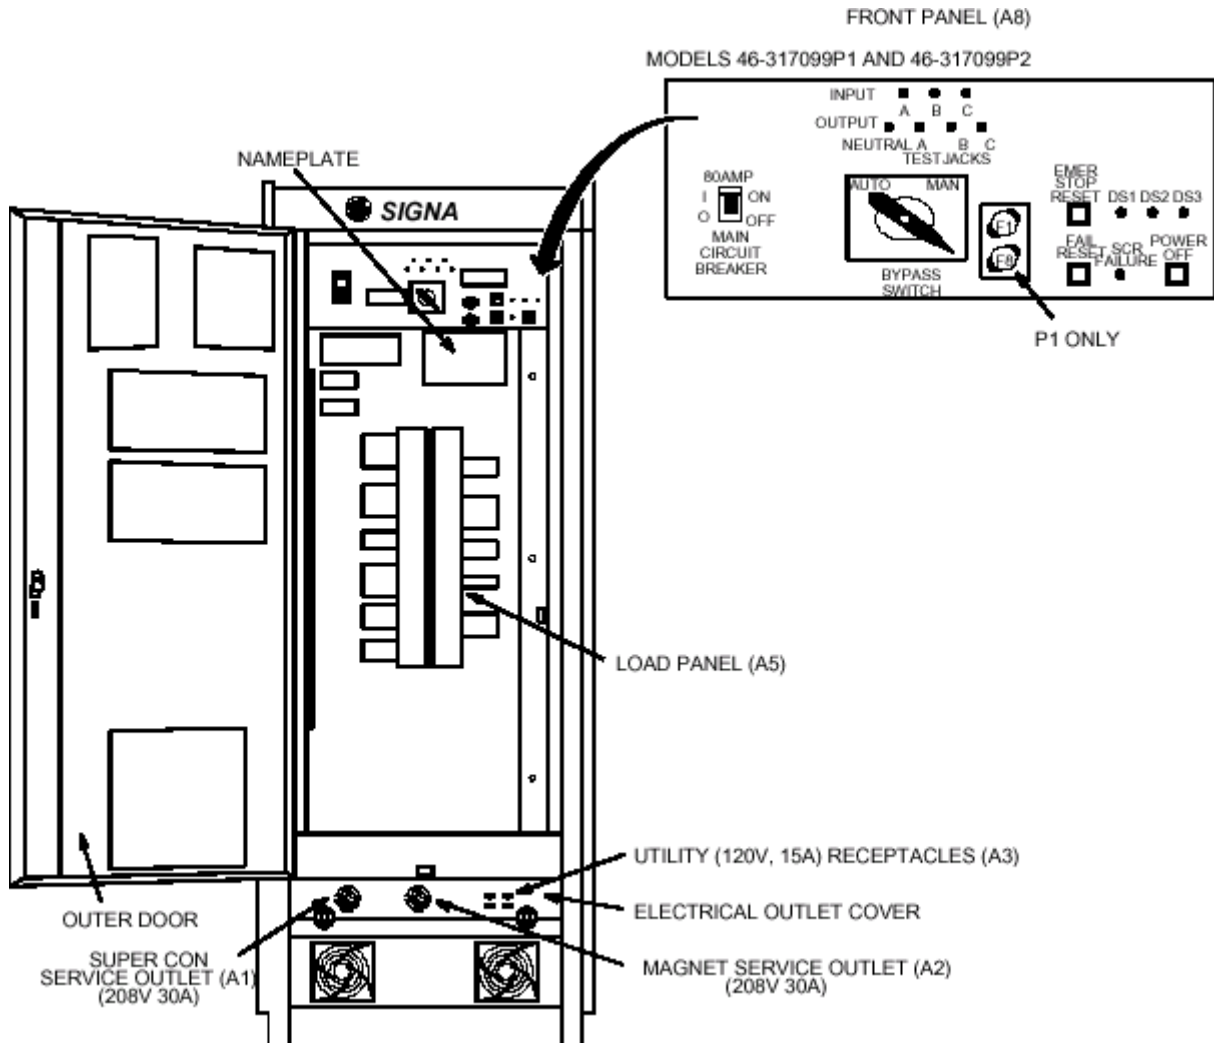 FRONT PANEL (A8)
MODELS 46-317099P1 AND 46-317099P2
INPUT
A B C
OUTPUT
NEUTRAL A B C
TEST JACKS
80AMP
I ON
O OFF
MAIN
CIRCUIT
BREAKER
AUTO MAN
BYPASS
SWITCH
F1
F8
EMER
STOP
RESET DS1 DS2 DS3
FAIL
RESET
SCR
FAILURE
POWER
OFF
P1 ONLY
NAMEPLATE
SIGNA
LOAD PANEL (A5)
UTILITY (120V, 15A) RECEPTACLES (A3)
ELECTRICAL OUTLET COVER
OUTER DOOR
SUPER CON
SERVICE OUTLET (A1)
(208V 30A)
MAGNET SERVICE OUTLET (A2)
(208V 30A)